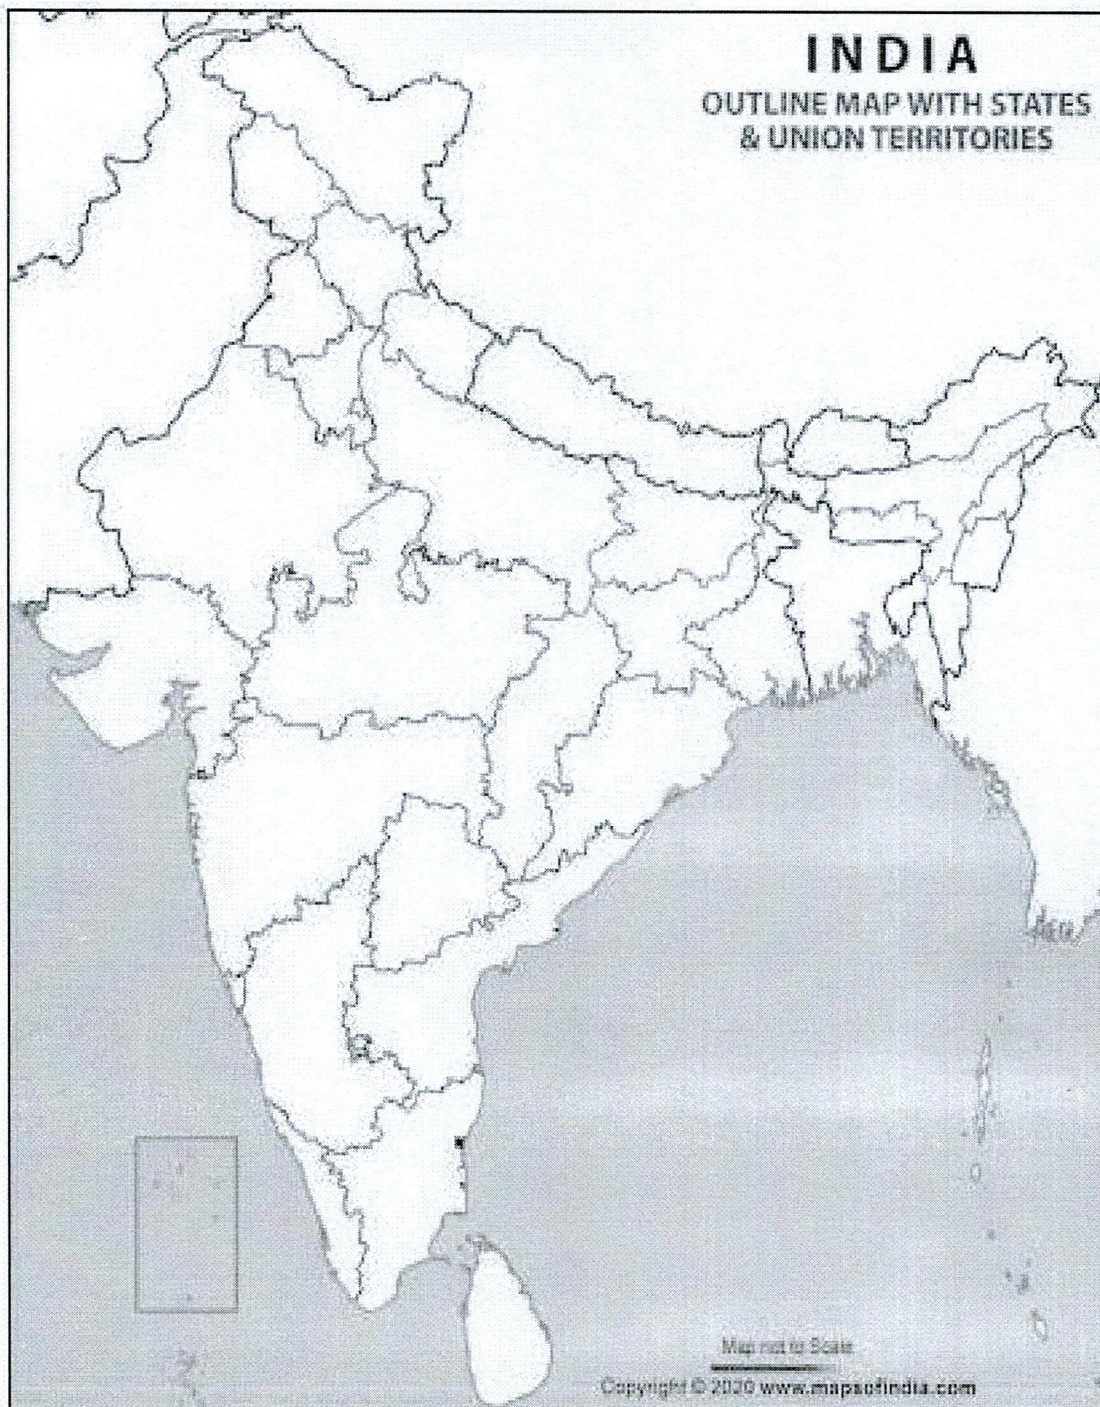 INDIA
OUTLINE MAP WITH STATES
& UNION TERRITORIES
Map not to Scale
Copyright © 2020 www.mapsofindia.com